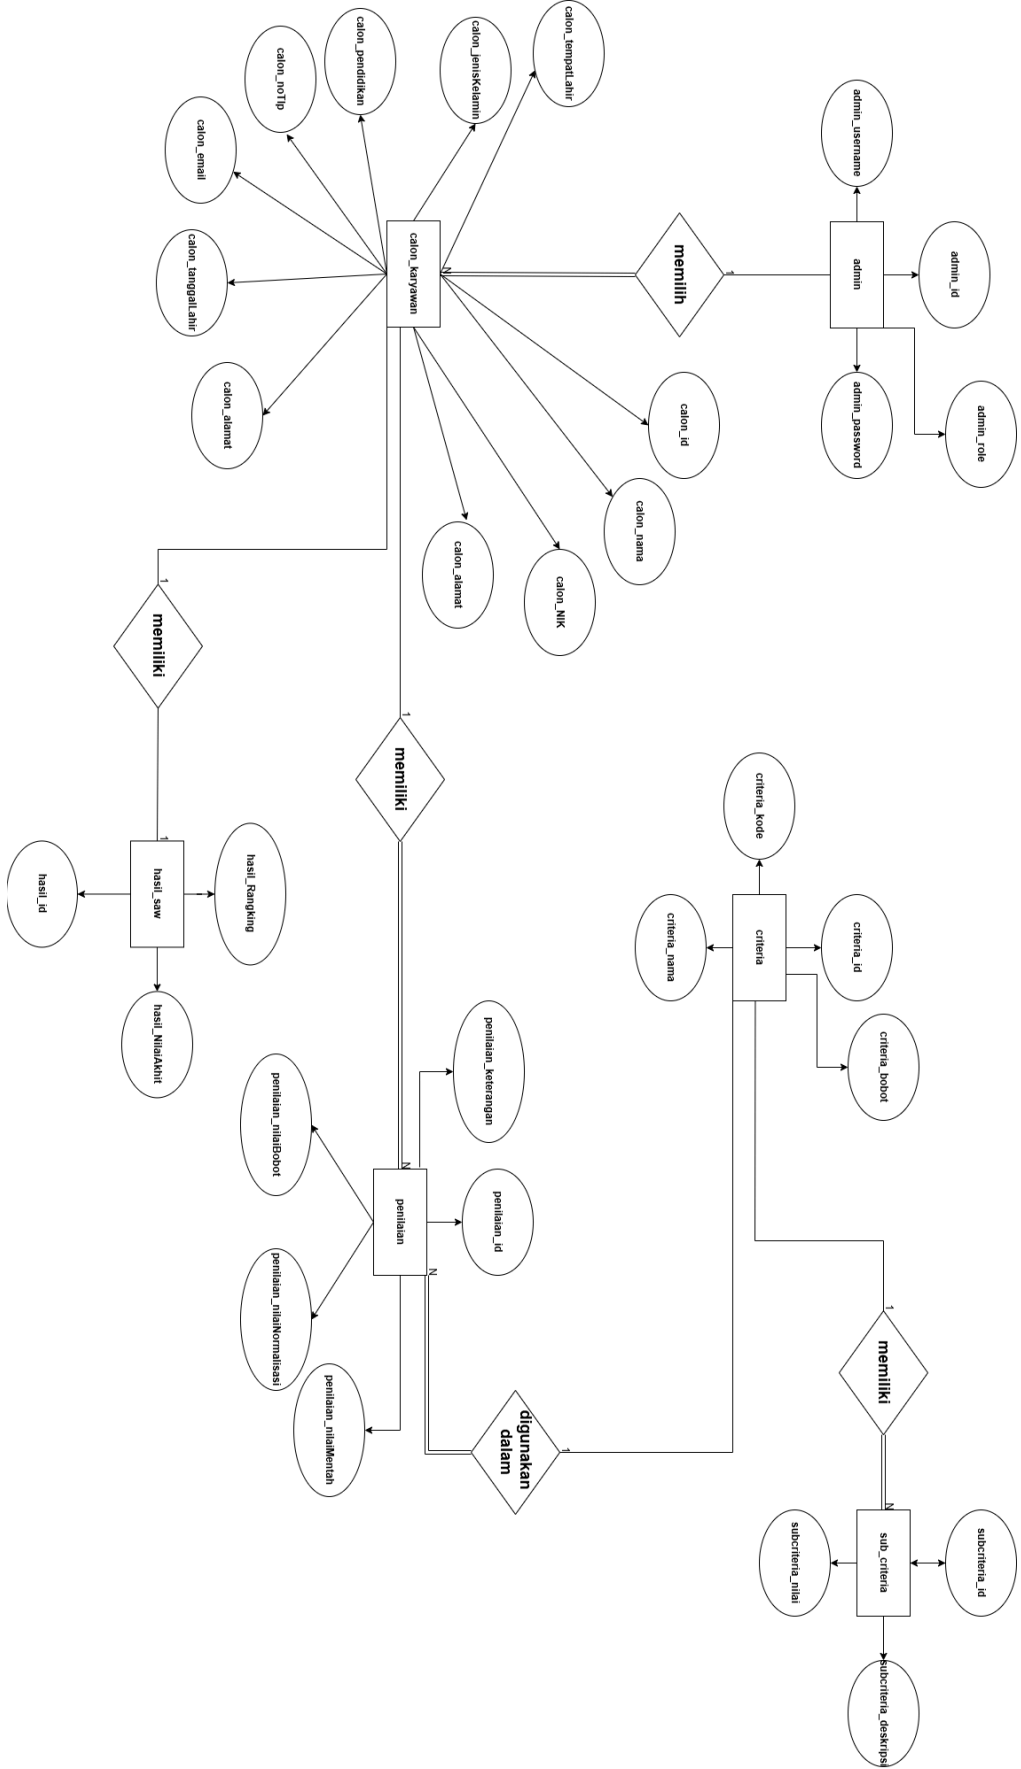 admin_role
subcriteria_id
admin_id
admin_username
admin
admin_password
criteria_id
criteria_bobot
1
memiliki
N
sub_criteria
subcriteria_deskripsi
subcriteria_nilai
criteria_kode
criteria
criteria_nama
1
memilih
N
calon_id
calon_nama
calon_tempatLahir
calon_NIK
1
digunakan
dalam
N
penilaian_keterangan
penilaian_id
calon_jenisKelamin
calon_alamat
calon_karyawan
1
memiliki
N
penilaian
calon_pendidikan
penilaian_nilaiMentah
calon_noTlp
penilaian_nilaiBobot
penilaian_nilaiNormalisasi
calon_email
calon_tanggalLahir
calon_alamat
hasil_Rangking
1
memiliki
1
hasil_saw
hasil_NilaiAkhit
hasil_id